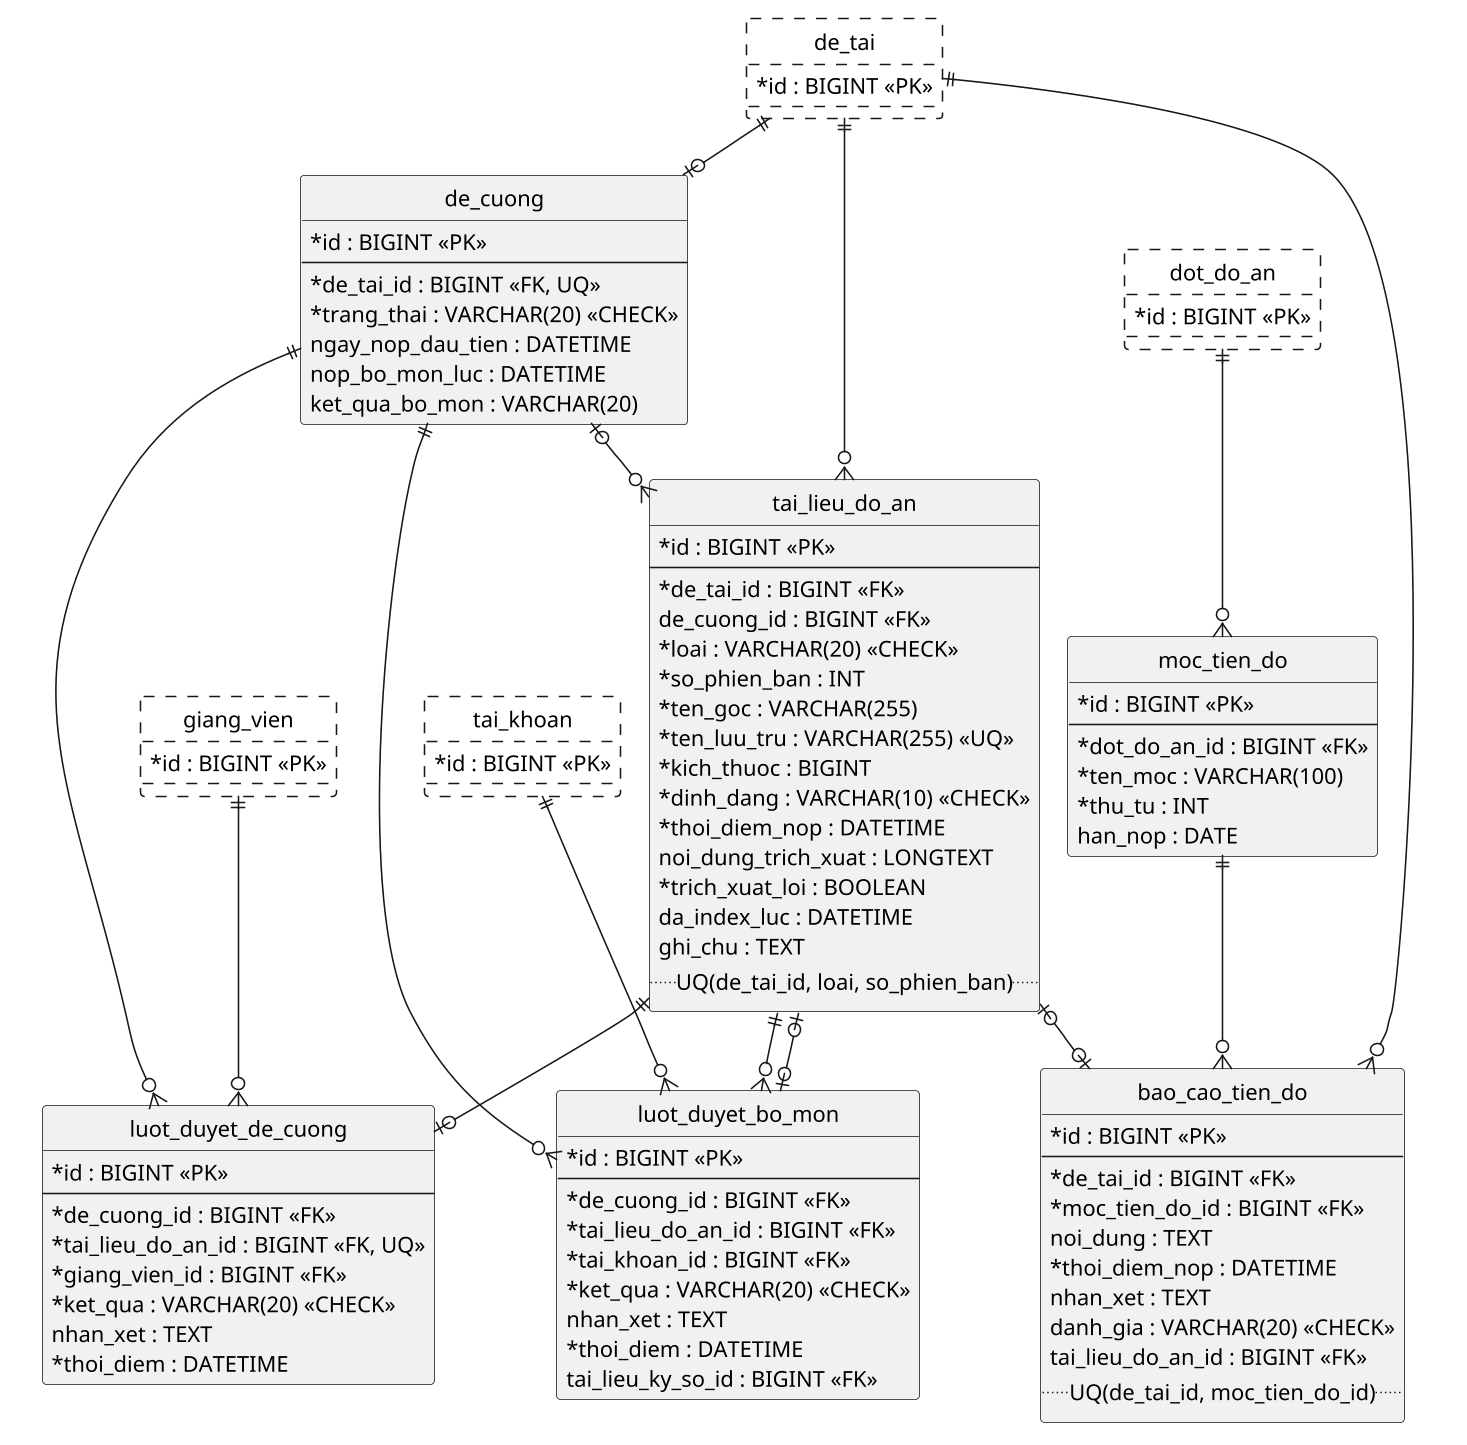 de_tai
*id : BIGINT «PK»
de_cuong
*id : BIGINT «PK»
*de_tai_id : BIGINT «FK, UQ»
*trang_thai : VARCHAR(20) «CHECK»
ngay_nop_dau_tien : DATETIME
nop_bo_mon_luc : DATETIME
ket_qua_bo_mon : VARCHAR(20)
dot_do_an
*id : BIGINT «PK»
tai_lieu_do_an
*id : BIGINT «PK»
*de_tai_id : BIGINT «FK»
de_cuong_id : BIGINT «FK»
*loai : VARCHAR(20) «CHECK»
*so_phien_ban : INT
*ten_goc : VARCHAR(255)
*ten_luu_tru : VARCHAR(255) «UQ»
*kich_thuoc : BIGINT
*dinh_dang : VARCHAR(10) «CHECK»
*thoi_diem_nop : DATETIME
noi_dung_trich_xuat : LONGTEXT
*trich_xuat_loi : BOOLEAN
da_index_luc : DATETIME
ghi_chu : TEXT
UQ(de_tai_id, loai, so_phien_ban)
moc_tien_do
*id : BIGINT «PK»
*dot_do_an_id : BIGINT «FK»
*ten_moc : VARCHAR(100)
*thu_tu : INT
han_nop : DATE
giang_vien
*id : BIGINT «PK»
tai_khoan
*id : BIGINT «PK»
luot_duyet_de_cuong
*id : BIGINT «PK»
*de_cuong_id : BIGINT «FK»
*tai_lieu_do_an_id : BIGINT «FK, UQ»
*giang_vien_id : BIGINT «FK»
*ket_qua : VARCHAR(20) «CHECK»
nhan_xet : TEXT
*thoi_diem : DATETIME
luot_duyet_bo_mon
*id : BIGINT «PK»
*de_cuong_id : BIGINT «FK»
*tai_lieu_do_an_id : BIGINT «FK»
*tai_khoan_id : BIGINT «FK»
*ket_qua : VARCHAR(20) «CHECK»
nhan_xet : TEXT
*thoi_diem : DATETIME
tai_lieu_ky_so_id : BIGINT «FK»
bao_cao_tien_do
*id : BIGINT «PK»
*de_tai_id : BIGINT «FK»
*moc_tien_do_id : BIGINT «FK»
noi_dung : TEXT
*thoi_diem_nop : DATETIME
nhan_xet : TEXT
danh_gia : VARCHAR(20) «CHECK»
tai_lieu_do_an_id : BIGINT «FK»
UQ(de_tai_id, moc_tien_do_id)